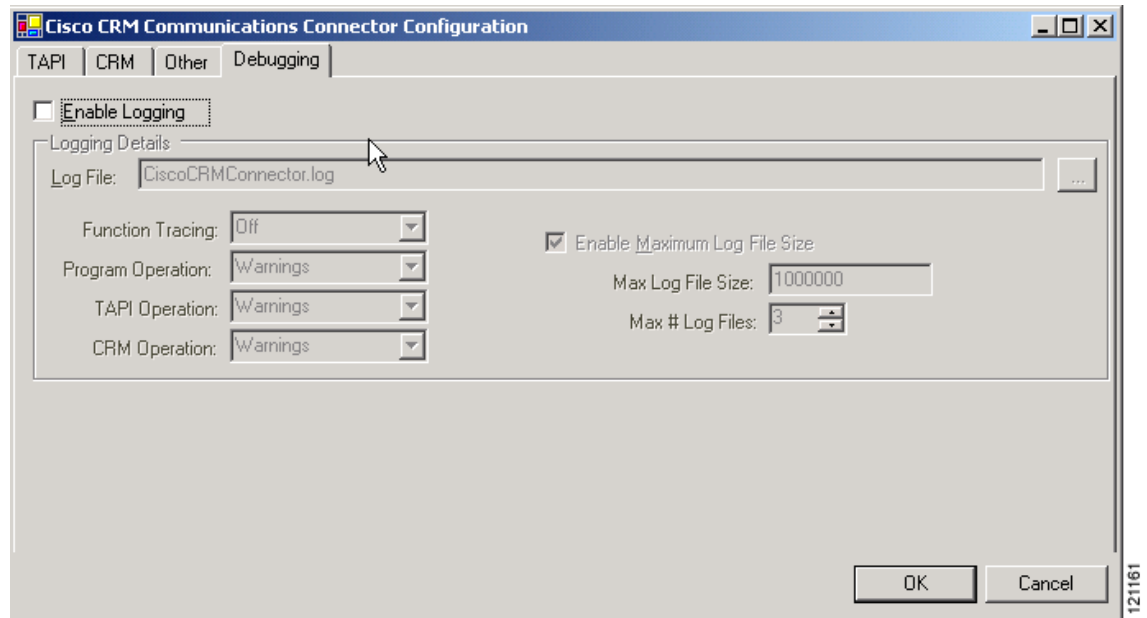 Cisco CRM Communications Connector Configuration
TAPI CRM Other Debugging
Enable Logging
Logging Details
Log File: CiscoCRMConnector.log ...
Function Tracing: Off
Program Operation: Warnings
TAPI Operation: Warnings
CRM Operation: Warnings
Enable Maximum Log File Size
Max Log File Size: 1000000
Max # Log Files: 3
OK Cancel
121161